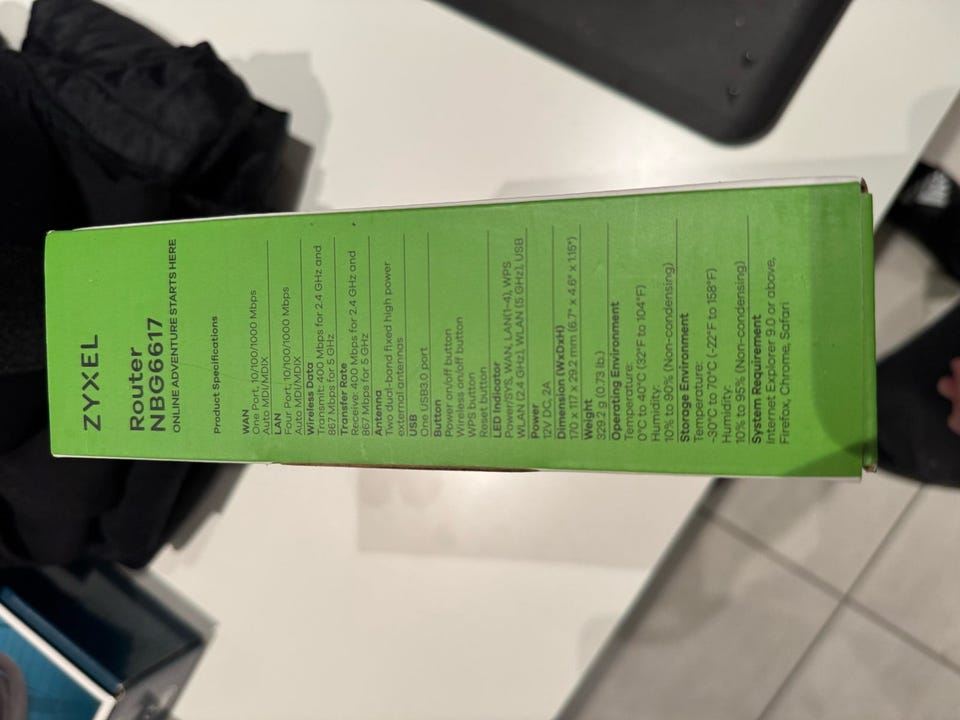 ZYXEL
Router
NBG6617
ONLINE ADVENTURE STARTS HERE
Product Specifications
WAN
One Port, 10/100/1000 Mbps
Auto MDI/MDIX
LAN
Four Port, 10/100/1000 Mbps
Auto MDI/MDIX
Wireless Data
Transmit: 400 Mbps for 2.4 GHz and
867 Mbps for 5 GHz
Transfer Rate
Receive: 400 Mbps for 2.4 GHz and
867 Mbps for 5 GHz
Antenna
Two dual-band fixed high power
external antennas
USB
One USB3.0 port
Button
Power on/off button
Wireless on/off button
WPS button
Reset button
LED Indicator
Power/SYS, WAN, LAN(1~4), WPS
WLAN (2.4 GHz), WLAN (5 GHz), USB
Power
12V DC, 2A
Dimension (WxDxH)
170 x 117 x 29.2 mm (6.7" x 4.6" x 1.15")
Weight
329.9 g (0.73 lb.)
Operating Environment
Temperature:
0°C to 40°C (32°F to 104°F)
Humidity:
10% to 90% (Non-condensing)
Storage Environment
Temperature:
-30°C to 70°C (-22°F to 158°F)
Humidity:
10% to 95% (Non-condensing)
System Requirement
Internet Explorer 9.0 or above,
Firefox, Chrome, Safari